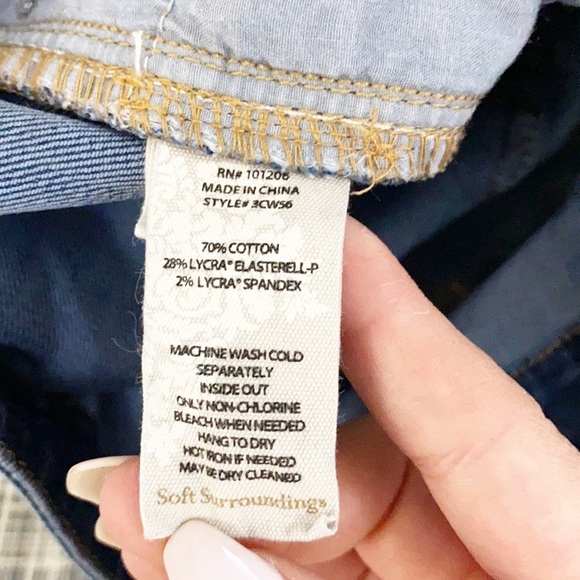 RN# 101206
MADE IN CHINA
STYLE# 3CW56
70% COTTON
28% LYCRA® ELASTERELL-P
2% LYCRA® SPANDEX
MACHINE WASH COLD
SEPARATELY
INSIDE OUT
ONLY NON-CHLORINE
BLEACH WHEN NEEDED
HANG TO DRY
HOT IRON IF NEEDED
MAY BE DRY CLEANED
Soft Surroundings